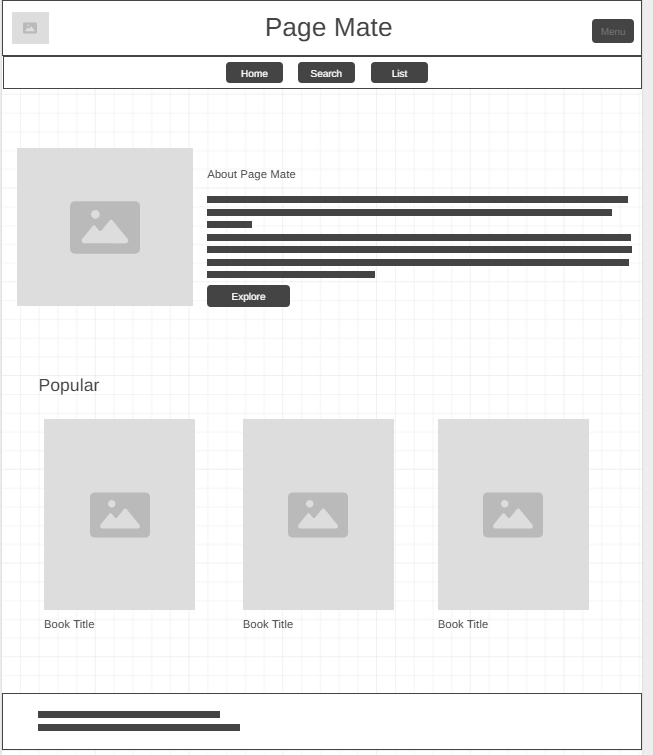 Page Mate
Menu
Home
Search
List
About Page Mate
Explore
Popular
Book Title
Book Title
Book Title